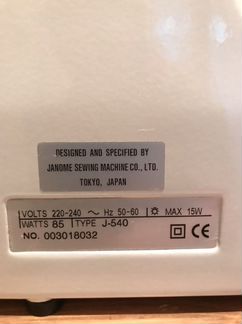 DESIGNED AND SPECIFIED BY
JANOME SEWING MACHINE CO., LTD.
TOKYO, JAPAN
VOLTS 220-240 ~ Hz 50-60 MAX 15W
WATTS 85 TYPE J-540
NO. 003018032 CE